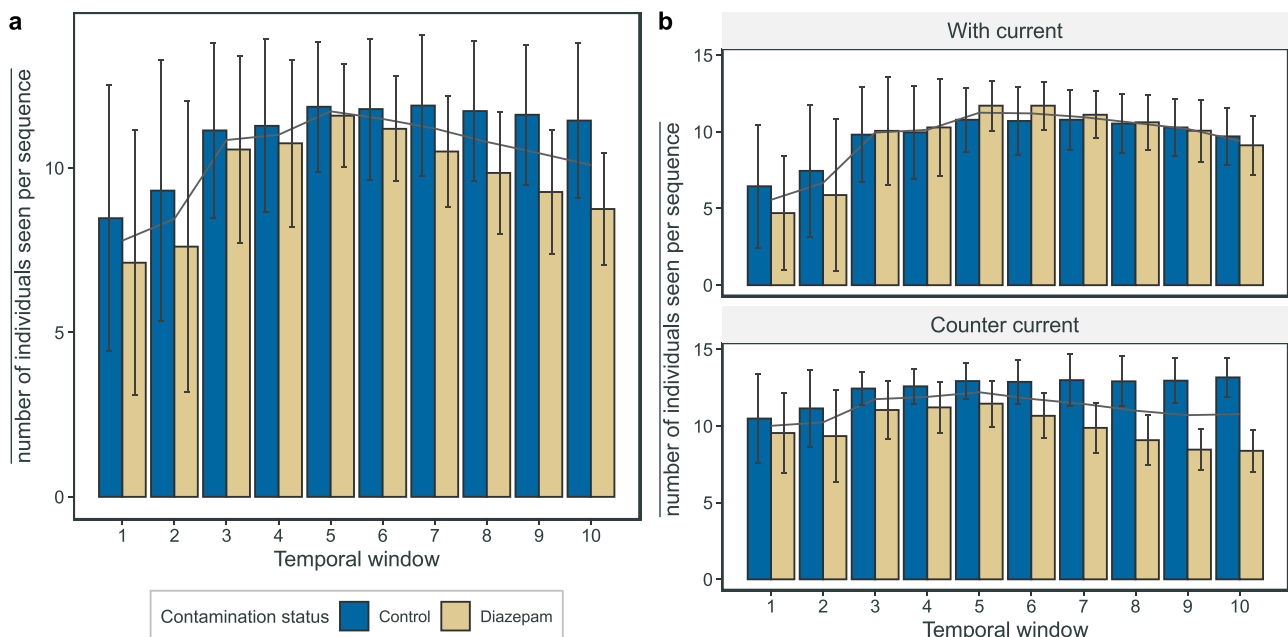 a
number of individuals seen per sequence
10
5
0
1 2 3 4 5 6 7 8 9 10
Temporal window
Contamination status Control Diazepam
b
With current
number of individuals seen per sequence
15
10
5
0
Counter current
15
10
5
0
1 2 3 4 5 6 7 8 9 10
Temporal window